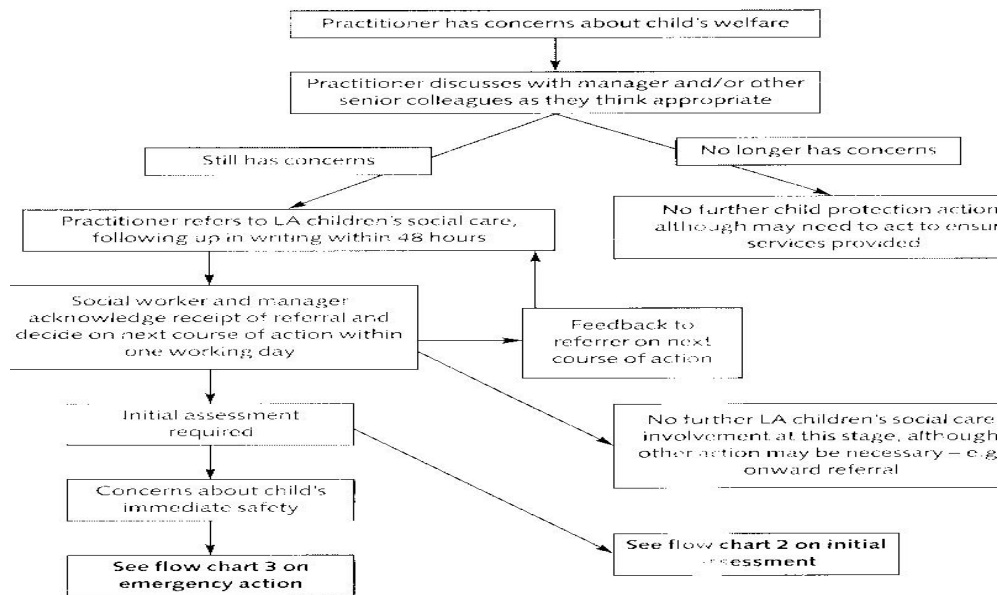 Practitioner has concerns about child's welfare
Practitioner discusses with manager and/or other
senior colleagues as they think appropriate
Still has concerns
No longer has concerns
Practitioner refers to LA children's social care,
following up in writing within 48 hours
No further child protection action
although may need to act to ensur
services provided
Social worker and manager
acknowledge receipt of referral and
decide on next course of action within
one working day
Feedback to
referrer on next
course of action
Initial assessment
required
No further LA children's social care
involvement at this stage, although
other action may be necessary – e.g
onward referral
Concerns about child's
immediate safety
See flow chart 3 on
emergency action
See flow chart 2 on initial
assessment